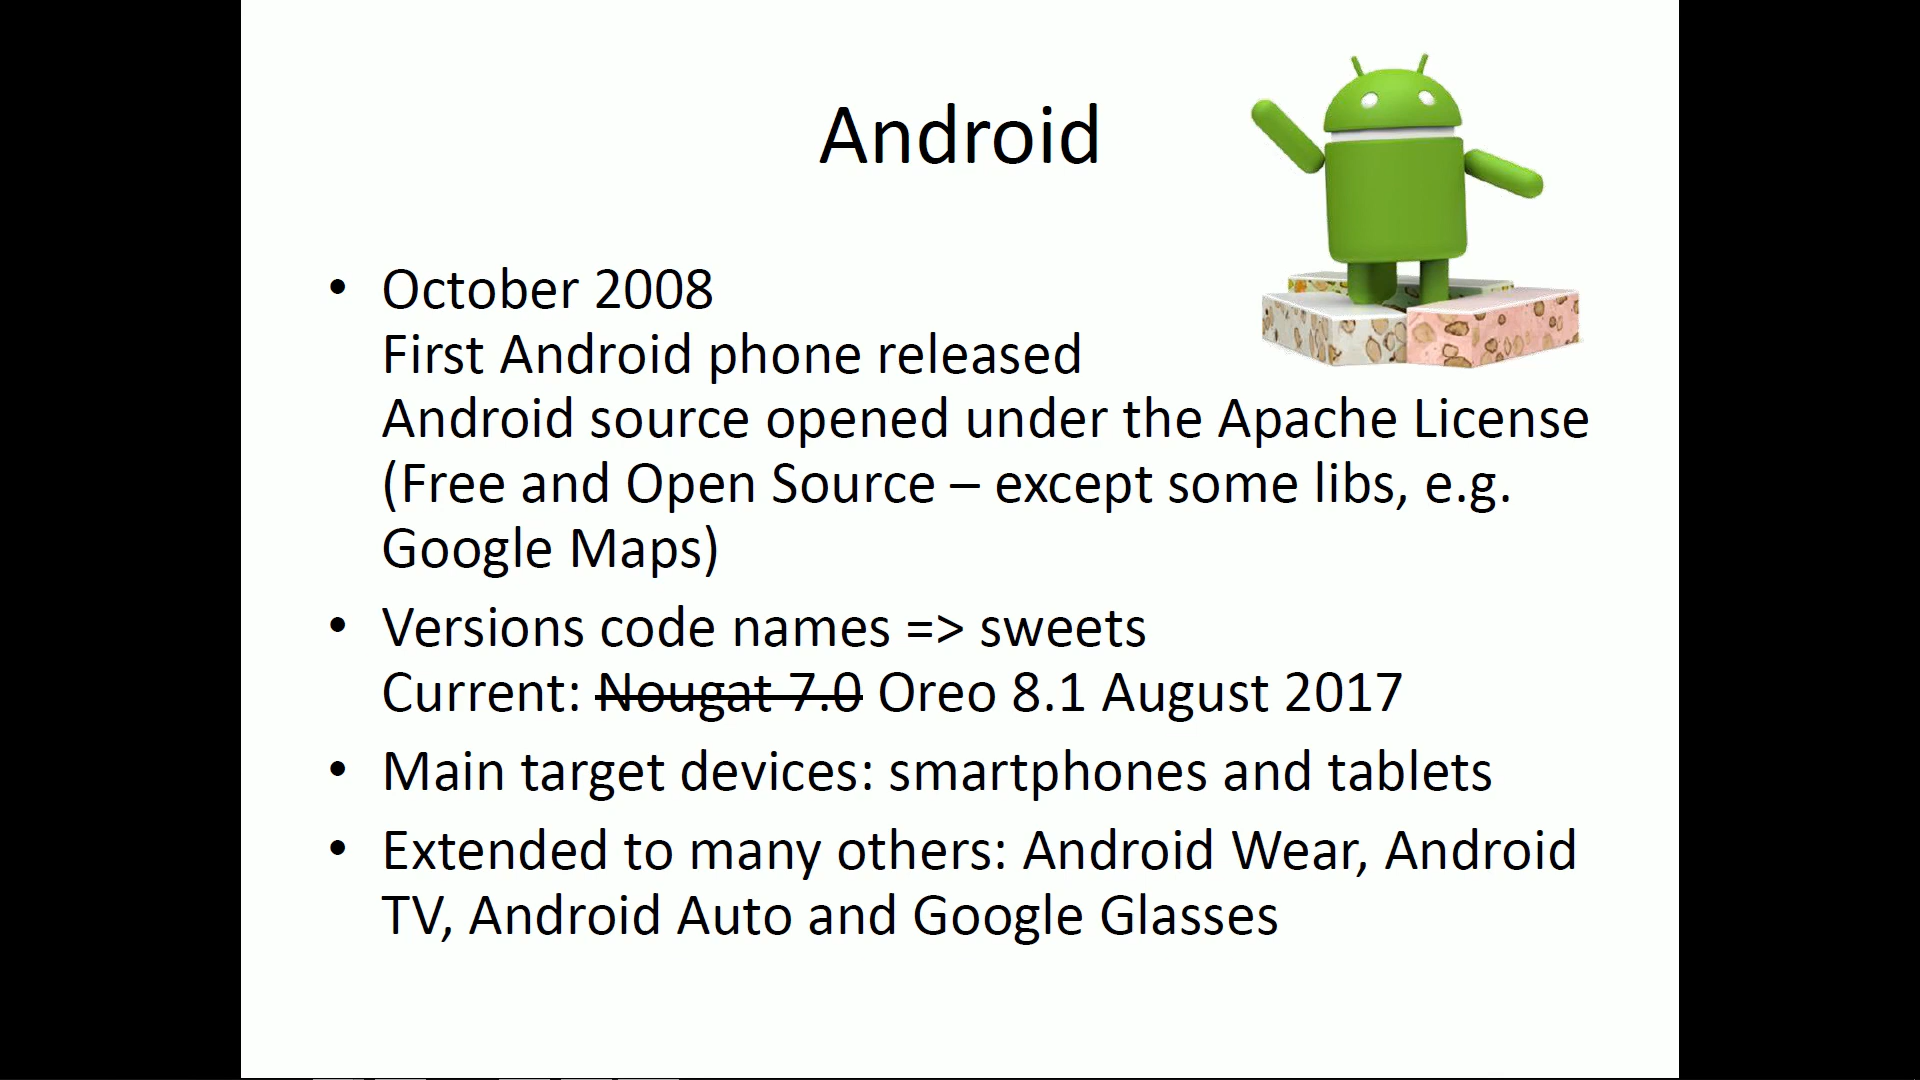 Android
• October 2008
First Android phone released
Android source opened under the Apache License
(Free and Open Source – except some libs, e.g.
Google Maps)
• Versions code names => sweets
Current: Nougat 7.0 Oreo 8.1 August 2017
• Main target devices: smartphones and tablets
• Extended to many others: Android Wear, Android
TV, Android Auto and Google Glasses